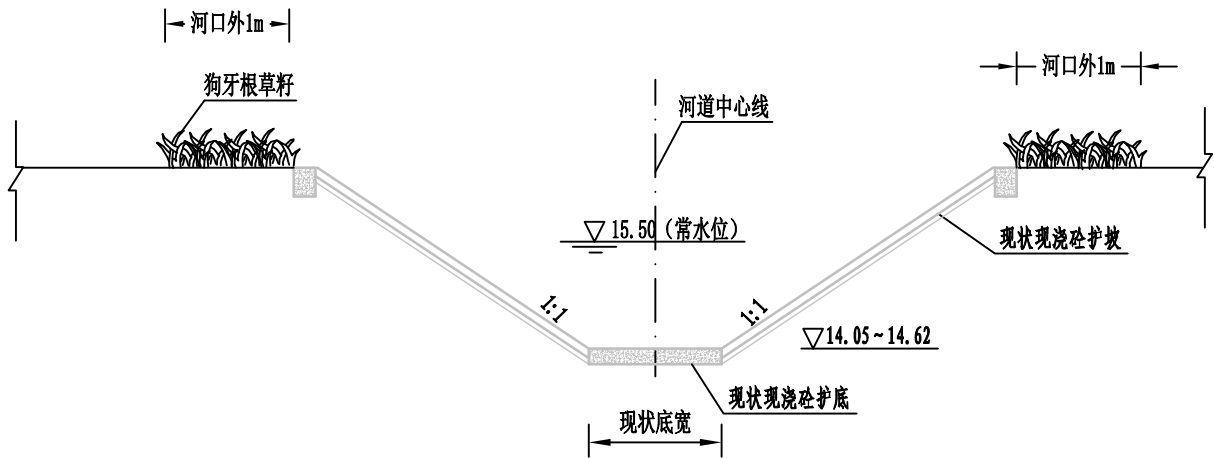 河口外1m
河口外1m
狗牙根草籽
河道中心线
15.50（常水位）
现状现浇砼护坡
1:1
1:1
14.05~14.62
现状现浇砼护底
现状底宽